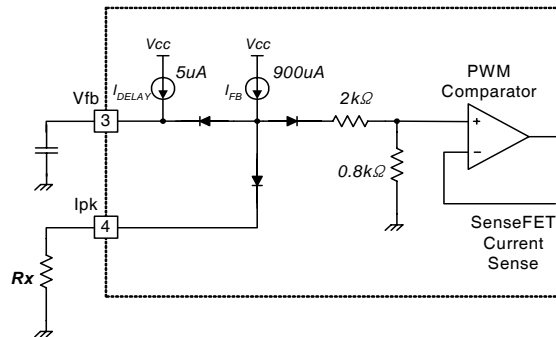 Vcc
Vcc
5uA
900uA
I_DELAY
I_FB
Vfb
3
2kΩ
PWM
Comparator
+
−
0.8kΩ
Ipk
4
SenseFET
Current
Sense
Rx